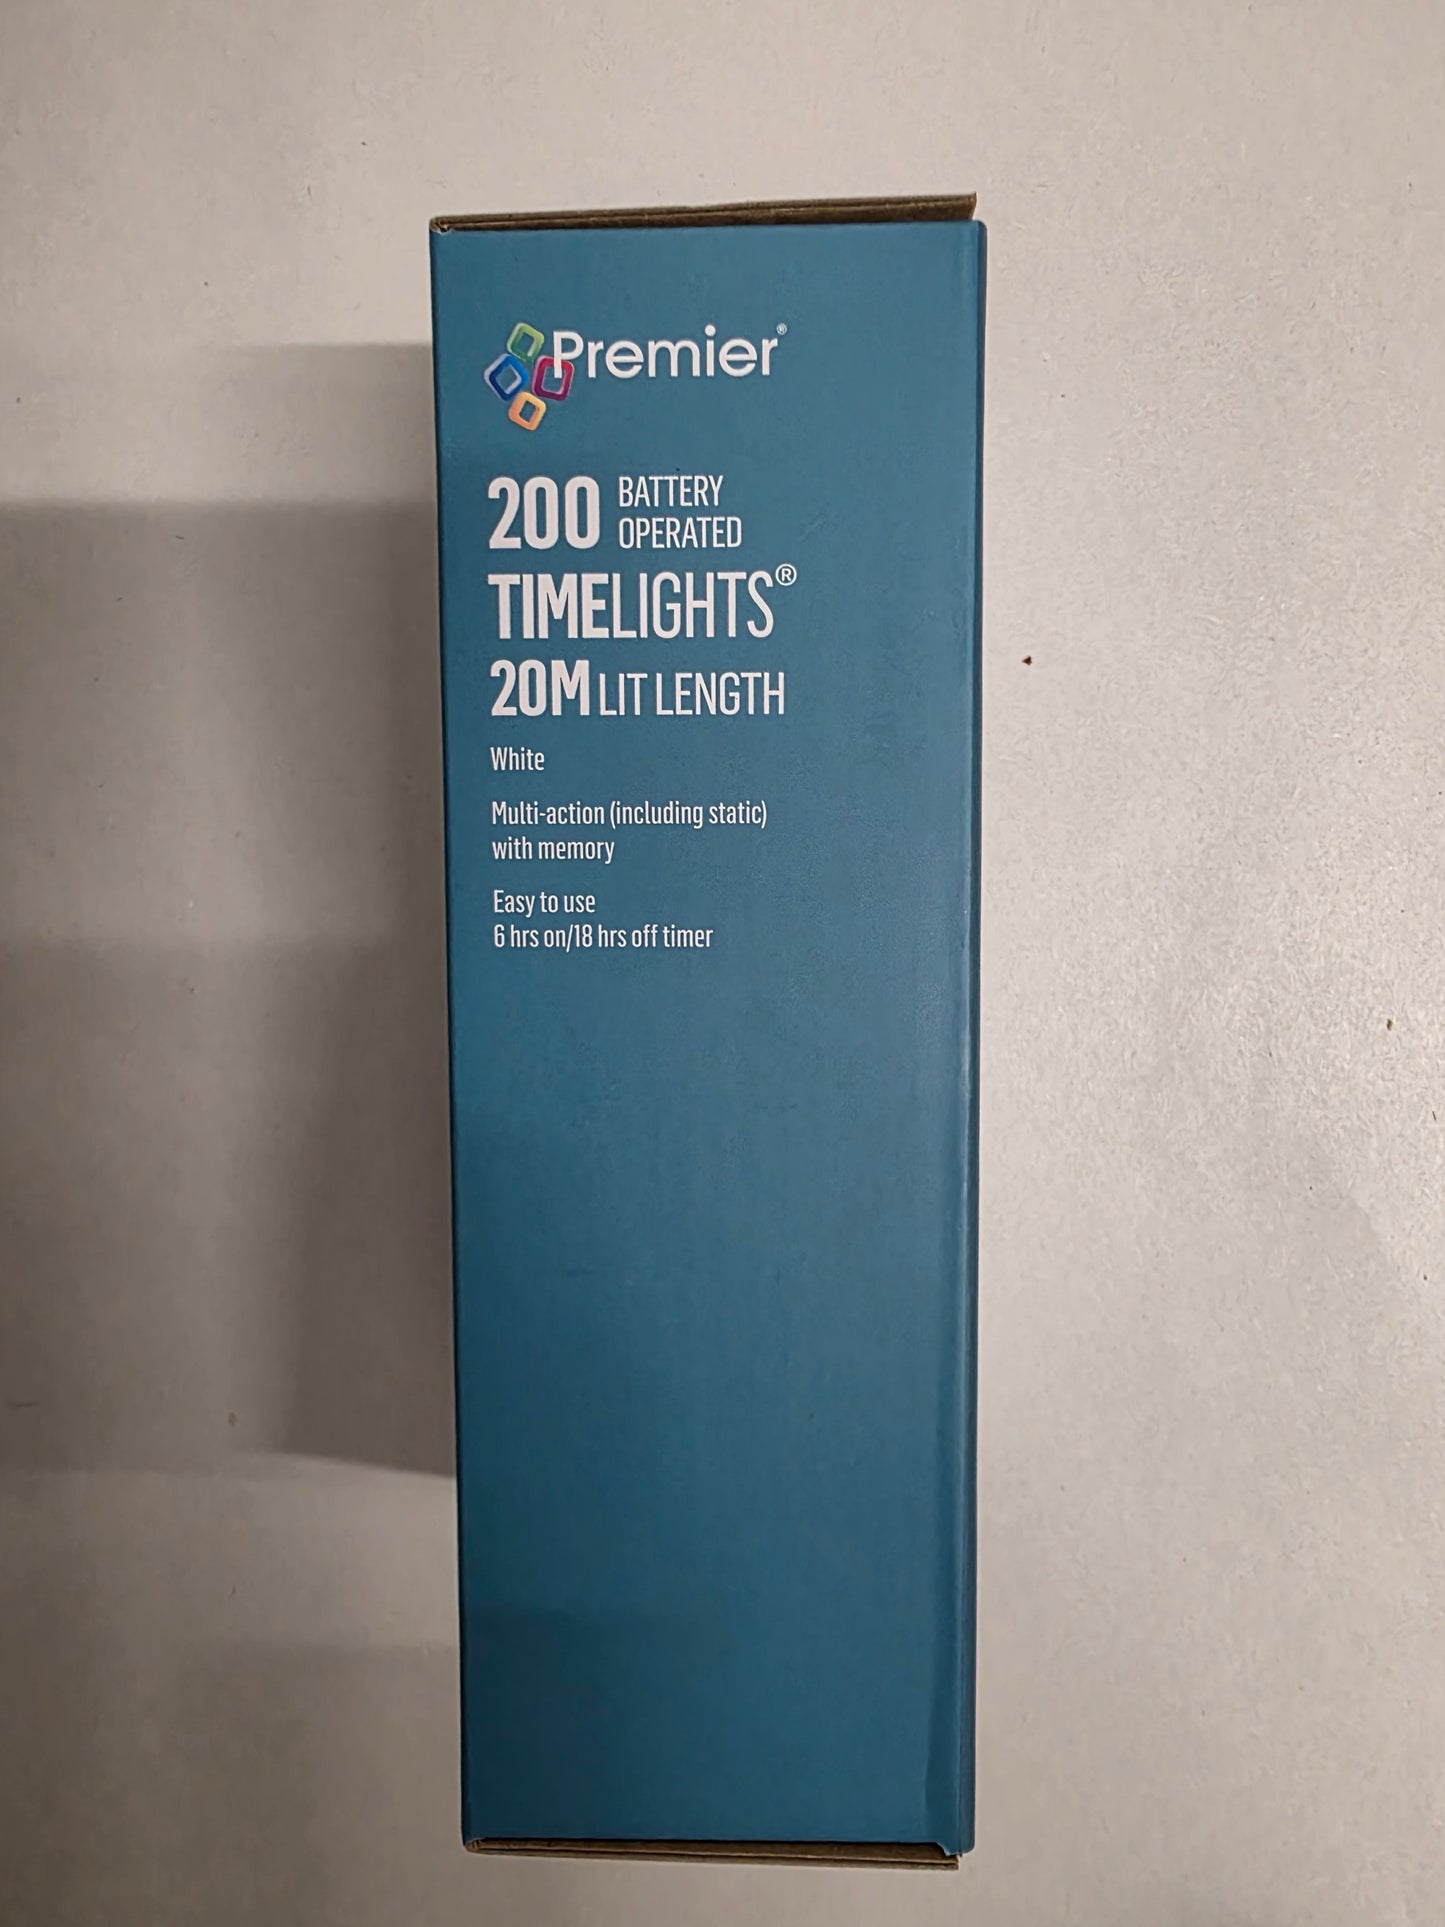 Premier®
200 BATTERY
OPERATED
TIMELIGHTS®
20M LIT LENGTH
White
Multi-action (including static)
with memory
Easy to use
6 hrs on/18 hrs off timer